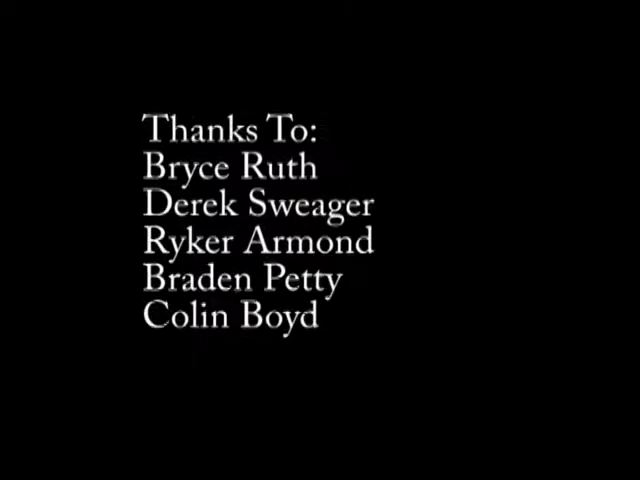 Thanks To:
Bryce Ruth
Derek Sweager
Ryker Armond
Braden Petty
Colin Boyd